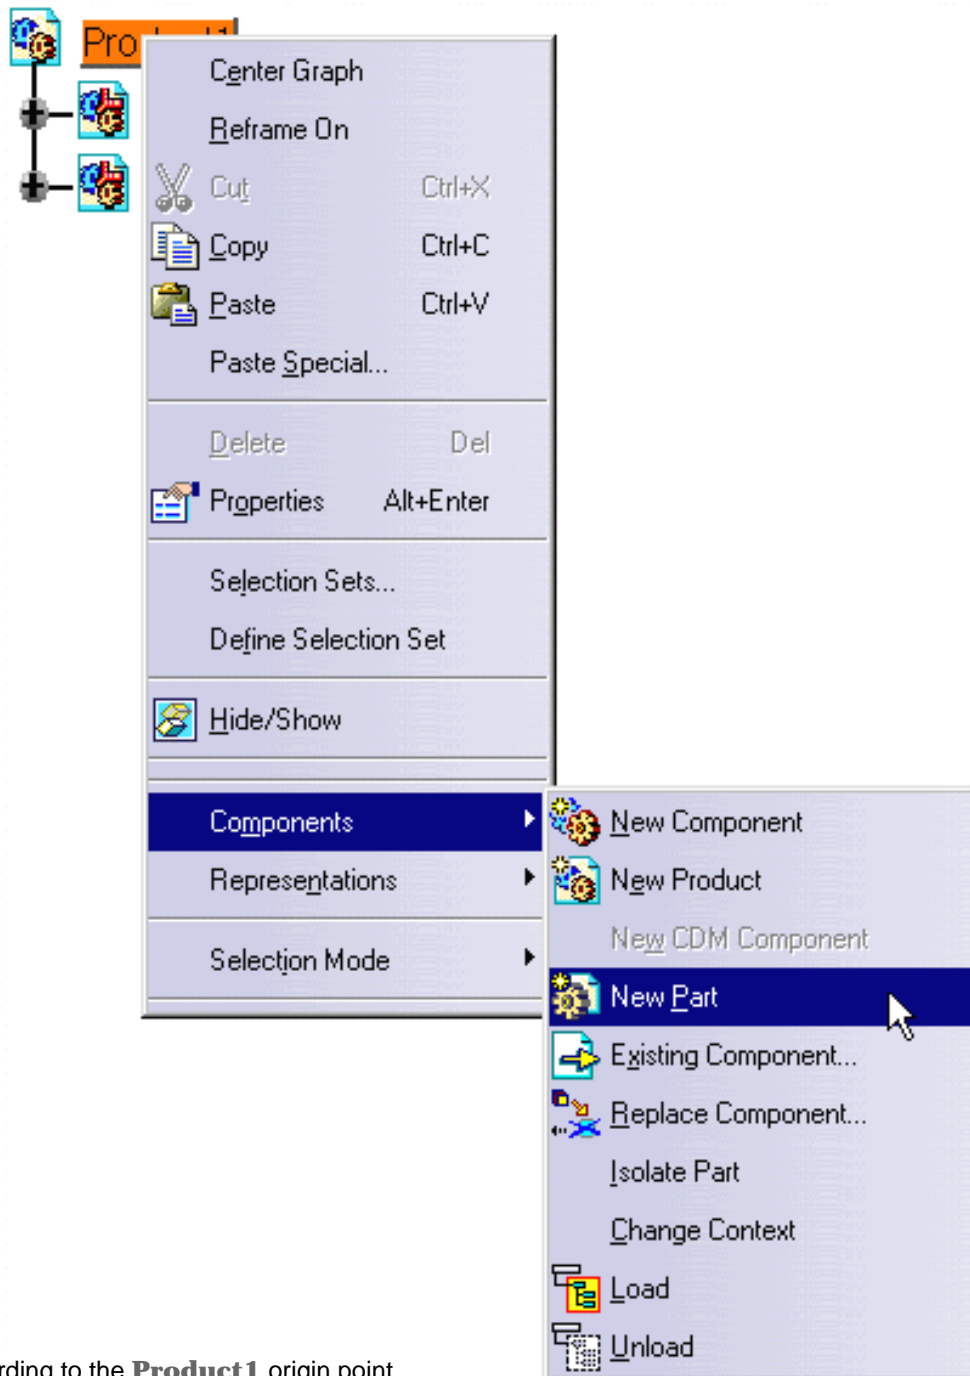 Center Graph
Reframe On
Cut Ctrl+X
Copy Ctrl+C
Paste Ctrl+V
Paste Special...
Delete Del
Properties Alt+Enter
Selection Sets...
Define Selection Set
Hide/Show
Components
Representations
Selection Mode
New Component
New Product
New CDM Component
New Part
Existing Component...
Replace Component...
Isolate Part
Change Context
Load
Unload
to the Product1 origin point